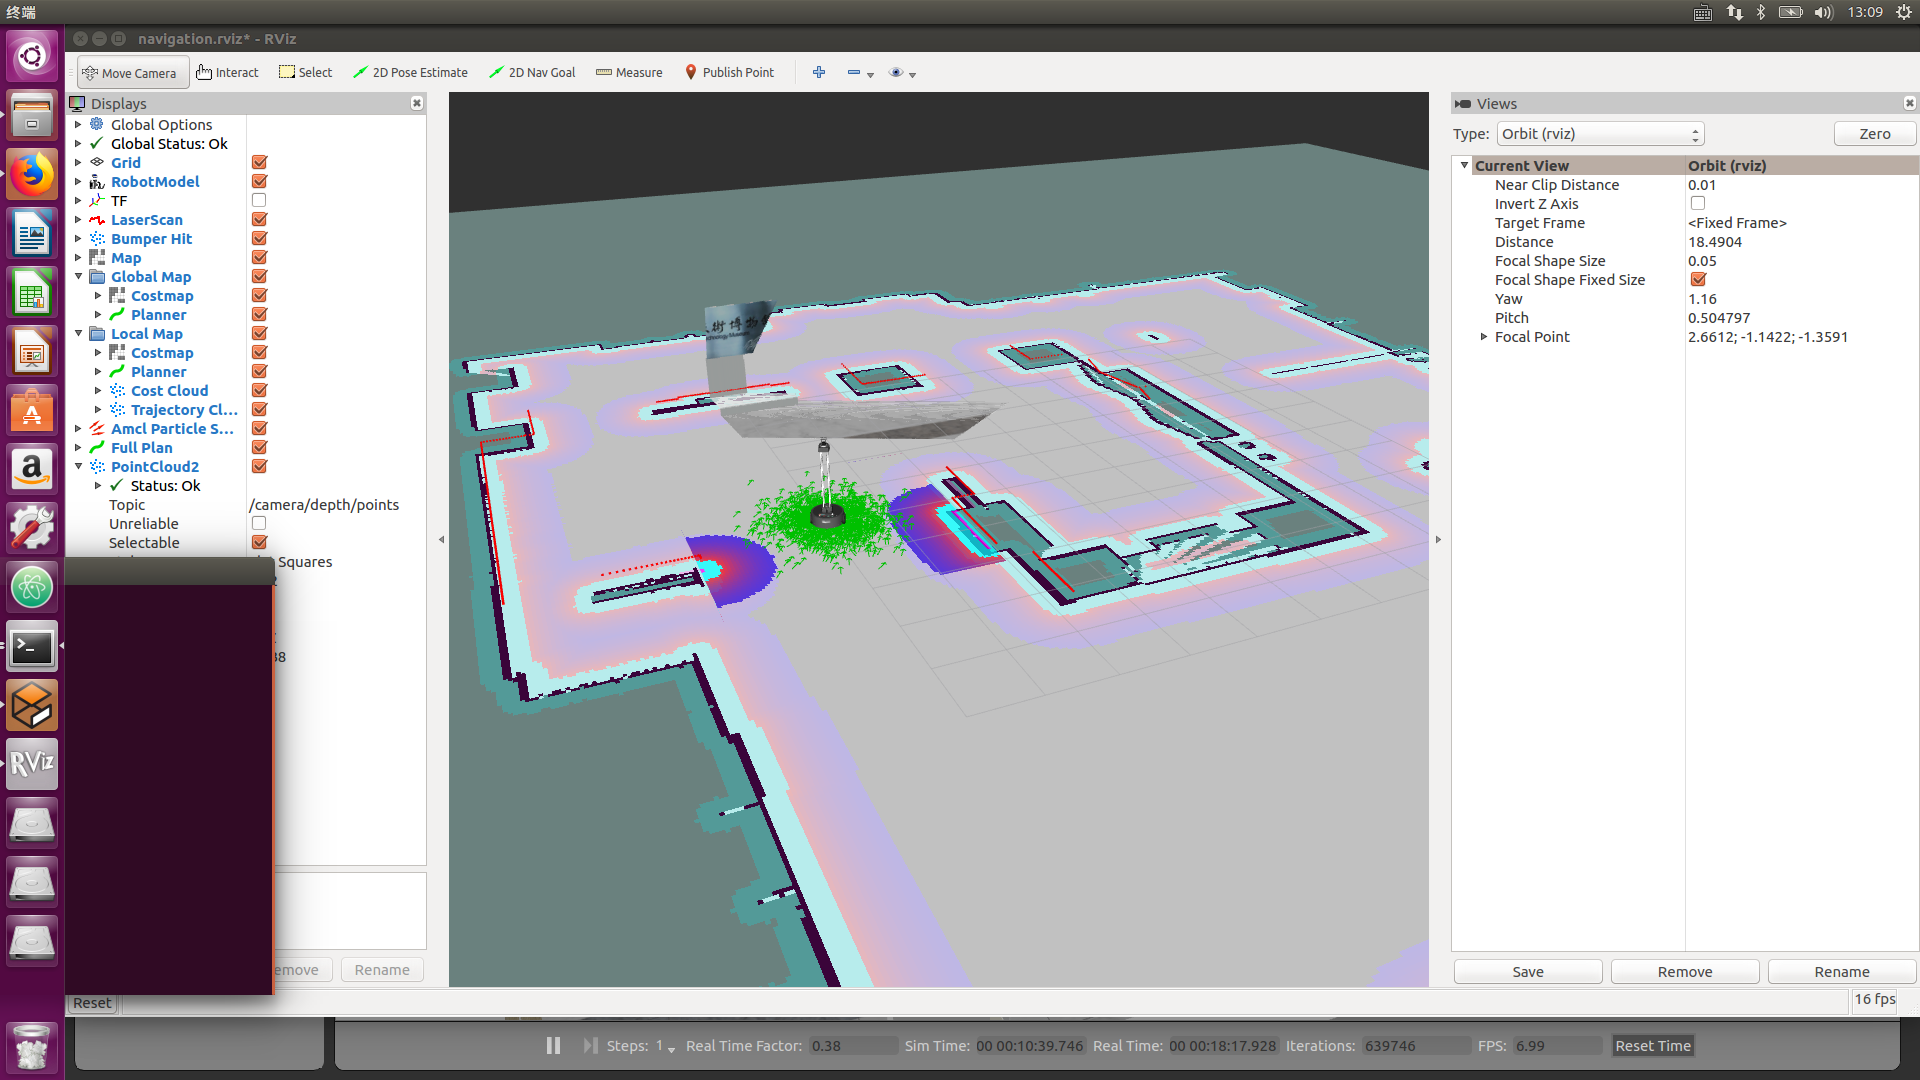 终端
13:09
navigation.rviz* - RViz
Move Camera
Interact
Select
2D Pose Estimate
2D Nav Goal
Measure
Publish Point
Displays
Global Options
Global Status: Ok
Grid
RobotModel
TF
LaserScan
Bumper Hit
Map
Global Map
Costmap
Planner
Local Map
Costmap
Planner
Cost Cloud
Trajectory Cl...
Amcl Particle S...
Full Plan
PointCloud2
Status: Ok
Topic /camera/depth/points
Unreliable
Selectable
Squares
38
emove
Rename
Reset
RViz
術博物
Views
Type: Orbit (rviz)
Zero
Current View Orbit (rviz)
Near Clip Distance 0.01
Invert Z Axis
Target Frame <Fixed Frame>
Distance 18.4904
Focal Shape Size 0.05
Focal Shape Fixed Size
Yaw 1.16
Pitch 0.504797
Focal Point 2.6612; -1.1422; -1.3591
Save
Remove
Rename
16 fps
Steps: 1
Real Time Factor: 0.38
Sim Time: 00 00:10:39.746
Real Time: 00 00:18:17.928
Iterations: 639746
FPS: 6.99
Reset Time